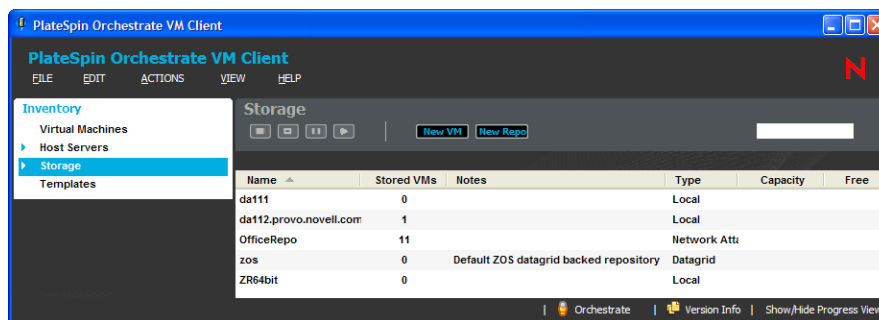 PlateSpin Orchestrate VM Client
PlateSpin Orchestrate VM Client
FILE EDIT ACTIONS VIEW HELP
N
Inventory
Virtual Machines
Host Servers
Storage
Templates
Storage
New VM New Repo
Name Stored VMs Notes Type Capacity Free
da111 0 Local
da112.provo.novell.com 1 Local
OfficeRepo 11 Network Atta
zos 0 Default ZOS datagrid backed repository Datagrid
ZR64bit 0 Local
| Orchestrate | Version Info | Show/Hide Progress View